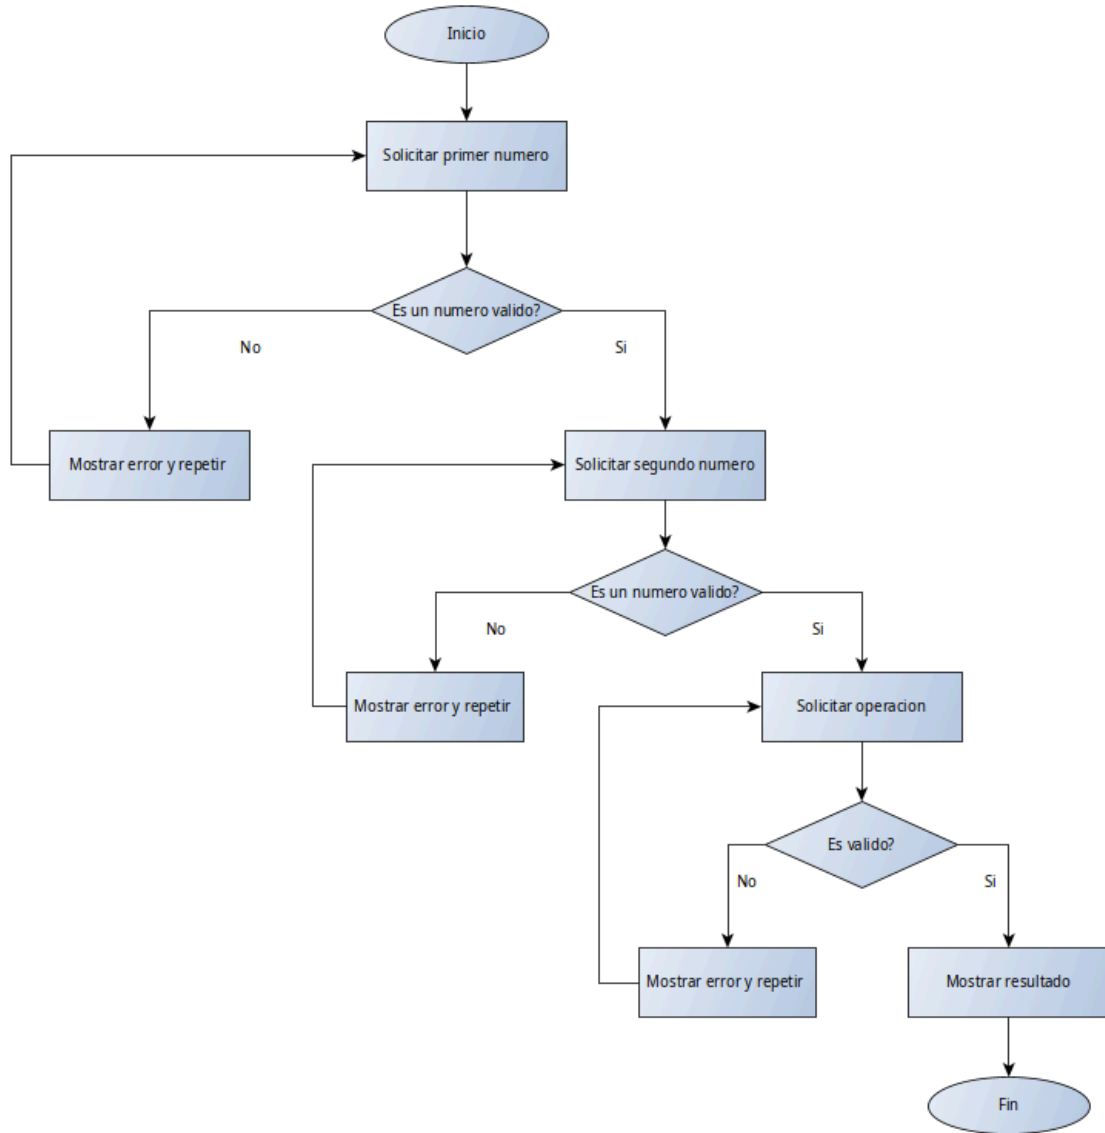 Inicio
Solicitar primer numero
Es un numero valido?
No
Si
Mostrar error y repetir
Solicitar segundo numero
Es un numero valido?
No
Si
Mostrar error y repetir
Solicitar operacion
Es valido?
No
Si
Mostrar error y repetir
Mostrar resultado
Fin